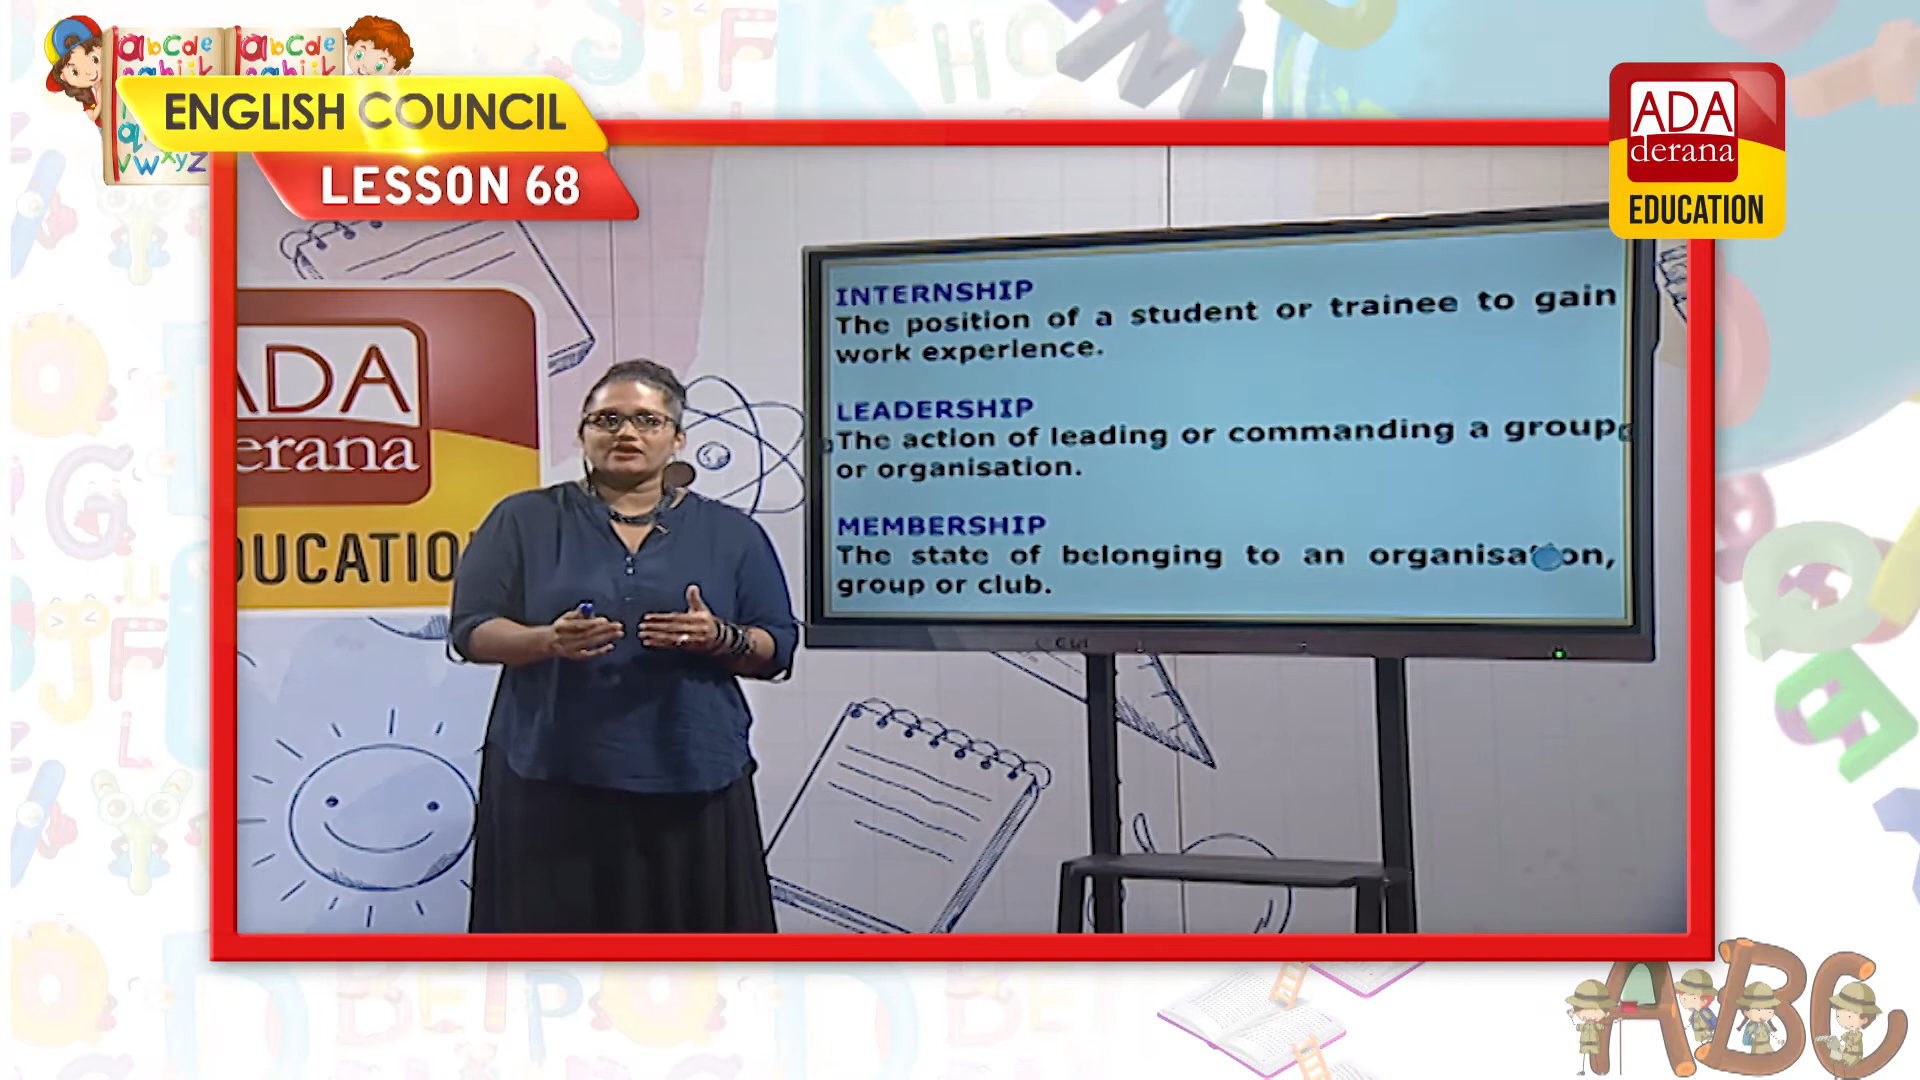 ENGLISH COUNCIL
LESSON 68
ADA
derana
EDUCATION
INTERNSHIP
The position of a student or trainee to gain
work experience.
LEADERSHIP
The action of leading or commanding a group
or organisation.
MEMBERSHIP
The state of belonging to an organisation,
group or club.
ADA
derana
ABC